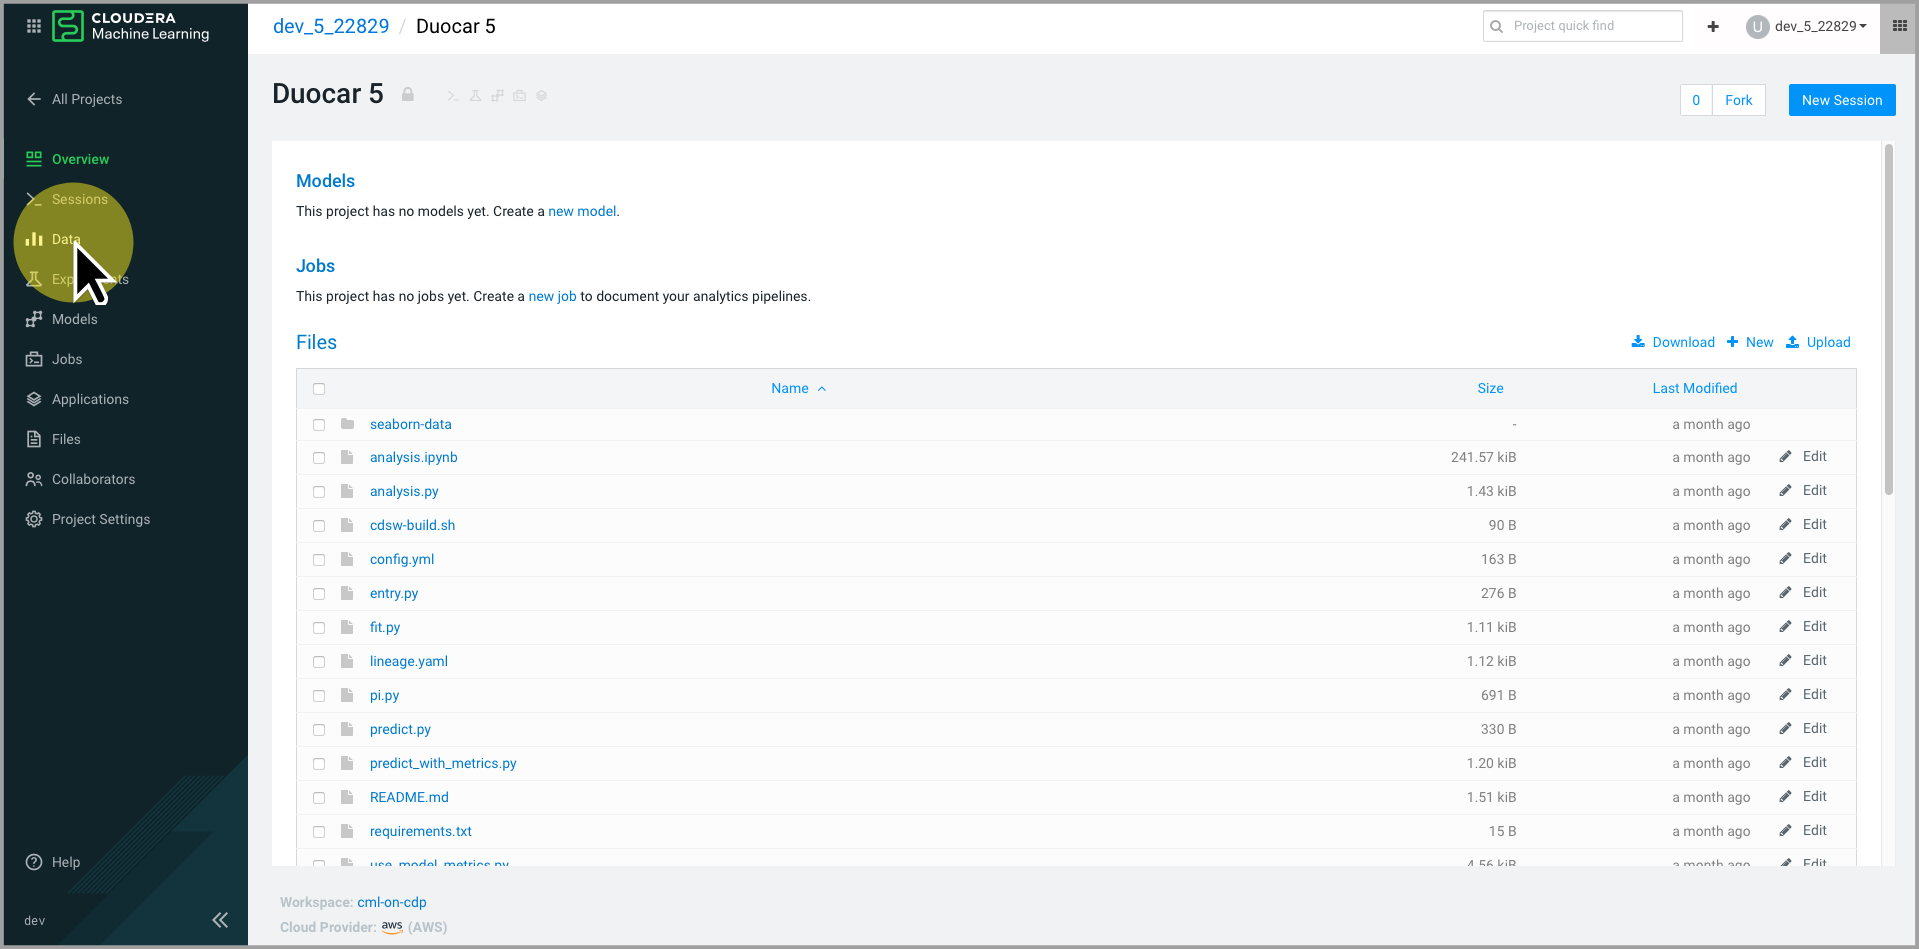 CLOUDERA
Machine Learning
dev_5_22829 / Duocar 5
Project quick find
U dev_5_22829
All Projects
Overview
Sessions
Data
Models
Jobs
Applications
Files
Collaborators
Project Settings
Help
dev
Duocar 5
0 Fork
New Session
Models
This project has no models yet. Create a new model.
Jobs
This project has no jobs yet. Create a new job to document your analytics pipelines.
Files
Download New Upload
Name Size Last Modified
seaborn-data - a month ago
analysis.ipynb 241.57 kiB a month ago Edit
analysis.py 1.43 kiB a month ago Edit
cdsw-build.sh 90 B a month ago Edit
config.yml 163 B a month ago Edit
entry.py 276 B a month ago Edit
fit.py 1.11 kiB a month ago Edit
lineage.yaml 1.12 kiB a month ago Edit
pi.py 691 B a month ago Edit
predict.py 330 B a month ago Edit
predict_with_metrics.py 1.20 kiB a month ago Edit
README.md 1.51 kiB a month ago Edit
requirements.txt 15 B a month ago Edit
use_model_metrics.py 4.56 kiB a month ago Edit
Workspace: cml-on-cdp
Cloud Provider: aws (AWS)